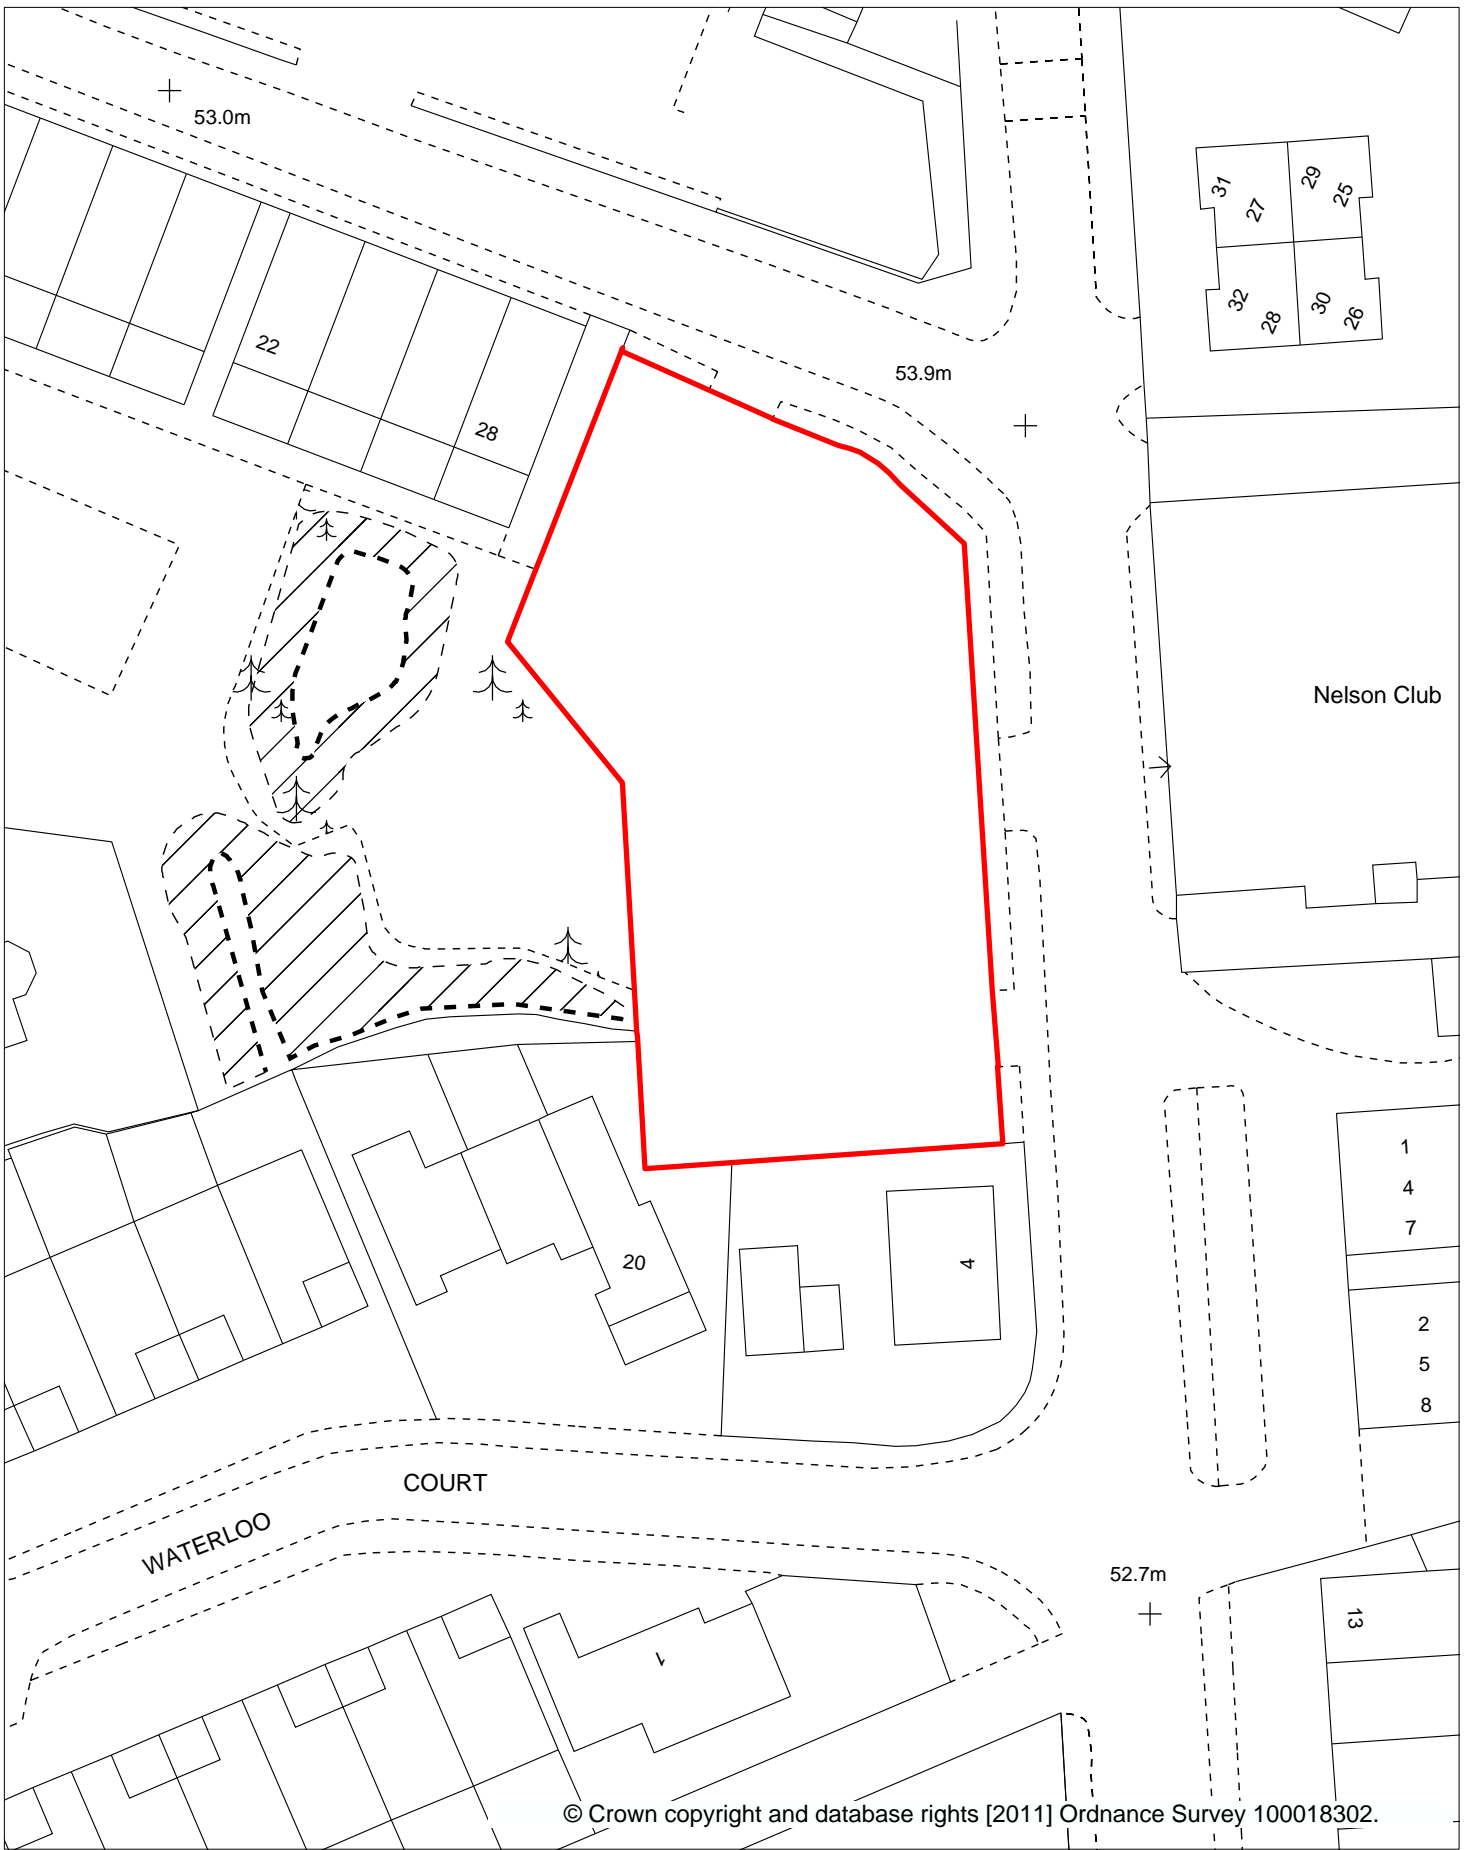 53.0m
31
29
27
25
32
28
30
26
22
53.9m
28
Nelson Club
1
4
7
20
4
2
5
8
COURT
WATERLOO
52.7m
13
1
© Crown copyright and database rights [2011] Ordnance Survey 100018302.